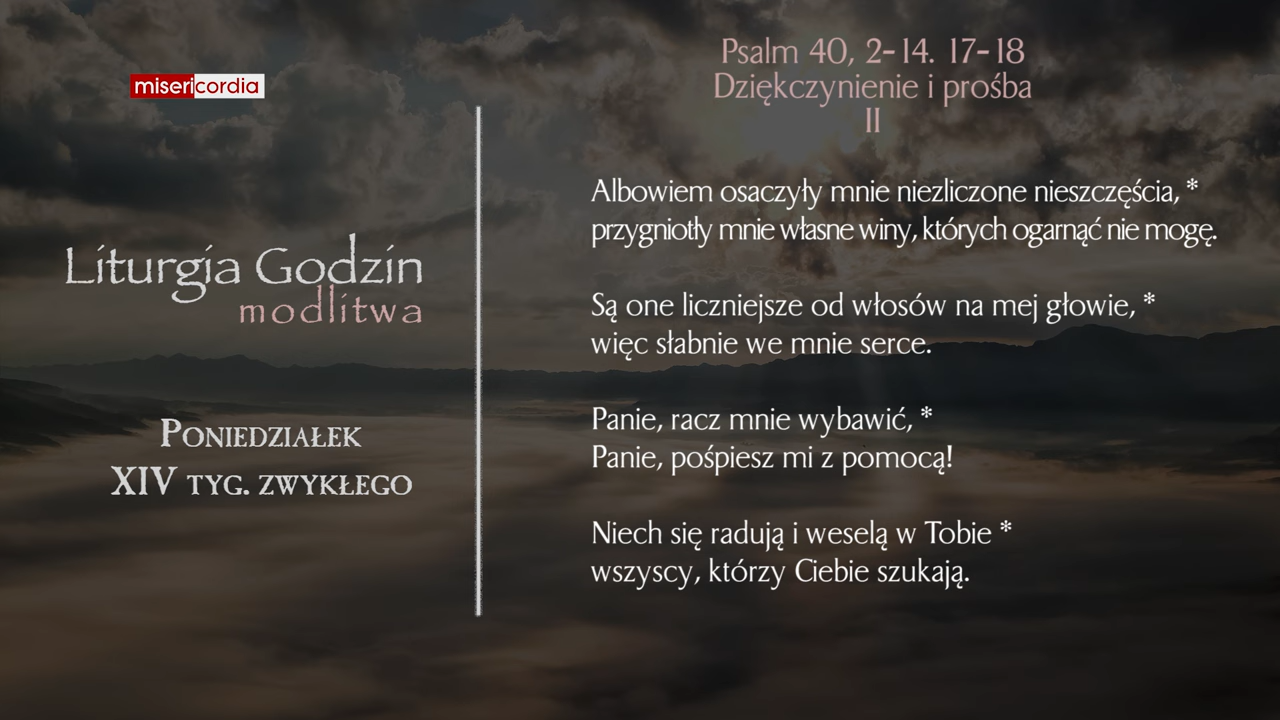 misericordia
Liturgia Godzin
modlitwa
Poniedziałek
XIV tyg. zwykłego
Psalm 40, 2-14. 17-18
Dziękczynienie i prośba
II
Albowiem osaczyły mnie niezliczone nieszczęścia, *
przygniotły mnie własne winy, których ogarnąć nie mogę.
Są one liczniejsze od włosów na mej głowie, *
więc słabnie we mnie serce.
Panie, racz mnie wybawić, *
Panie, pośpiesz mi z pomocą!
Niech się radują i weselą w Tobie *
wszyscy, którzy Ciebie szukają.